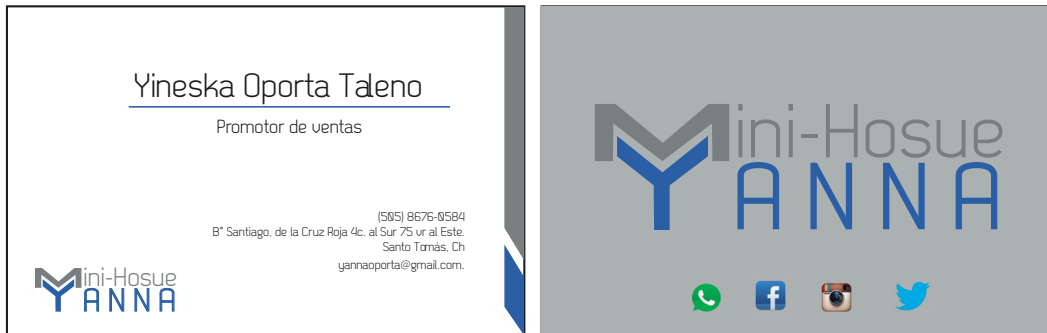 Yineska Oporta Taleno
Promotor de ventas
(505) 8676-0584
B° Santiago, de la Cruz Roja 4c. al Sur 75 vr al Este.
Santo Tomás, Ch
yannaoporta@gmail.com.
Mini-Hosue
YANNA
Mini-Hosue
YANNA